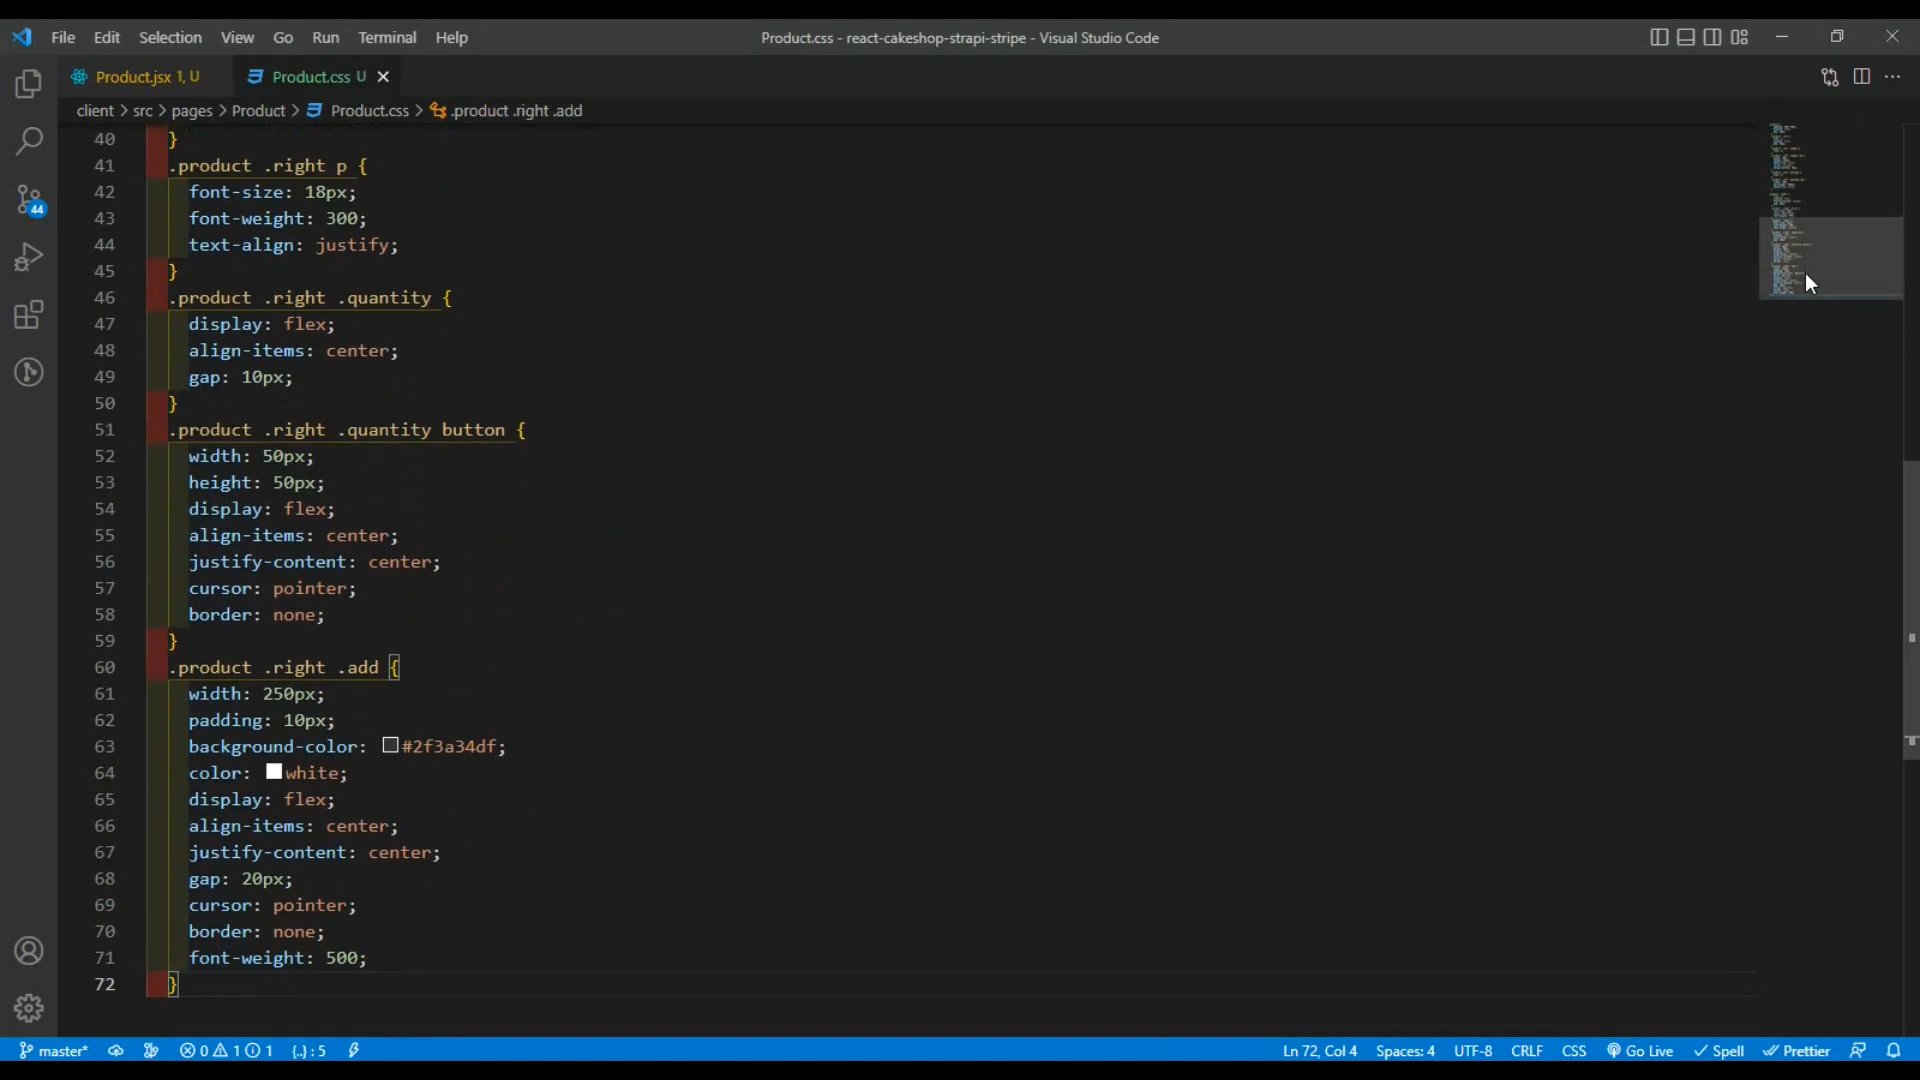 File Edit Selection View Go Run Terminal Help
Product.css - react-cakeshop-strapi-stripe - Visual Studio Code
Product.jsx 1, U Product.css U
client > src > pages > Product > Product.css > .product .right .add
40 }
41 .product .right p {
42 font-size: 18px;
43 font-weight: 300;
44 text-align: justify;
45 }
46 .product .right .quantity {
47 display: flex;
48 align-items: center;
49 gap: 10px;
50 }
51 .product .right .quantity button {
52 width: 50px;
53 height: 50px;
54 display: flex;
55 align-items: center;
56 justify-content: center;
57 cursor: pointer;
58 border: none;
59 }
60 .product .right .add {
61 width: 250px;
62 padding: 10px;
63 background-color: #2f3a34df;
64 color: white;
65 display: flex;
66 align-items: center;
67 justify-content: center;
68 gap: 20px;
69 cursor: pointer;
70 border: none;
71 font-weight: 500;
72 }
44
master* 0 1 1 {..} : 5 Ln 72, Col 4 Spaces: 4 UTF-8 CRLF CSS Go Live Spell Prettier